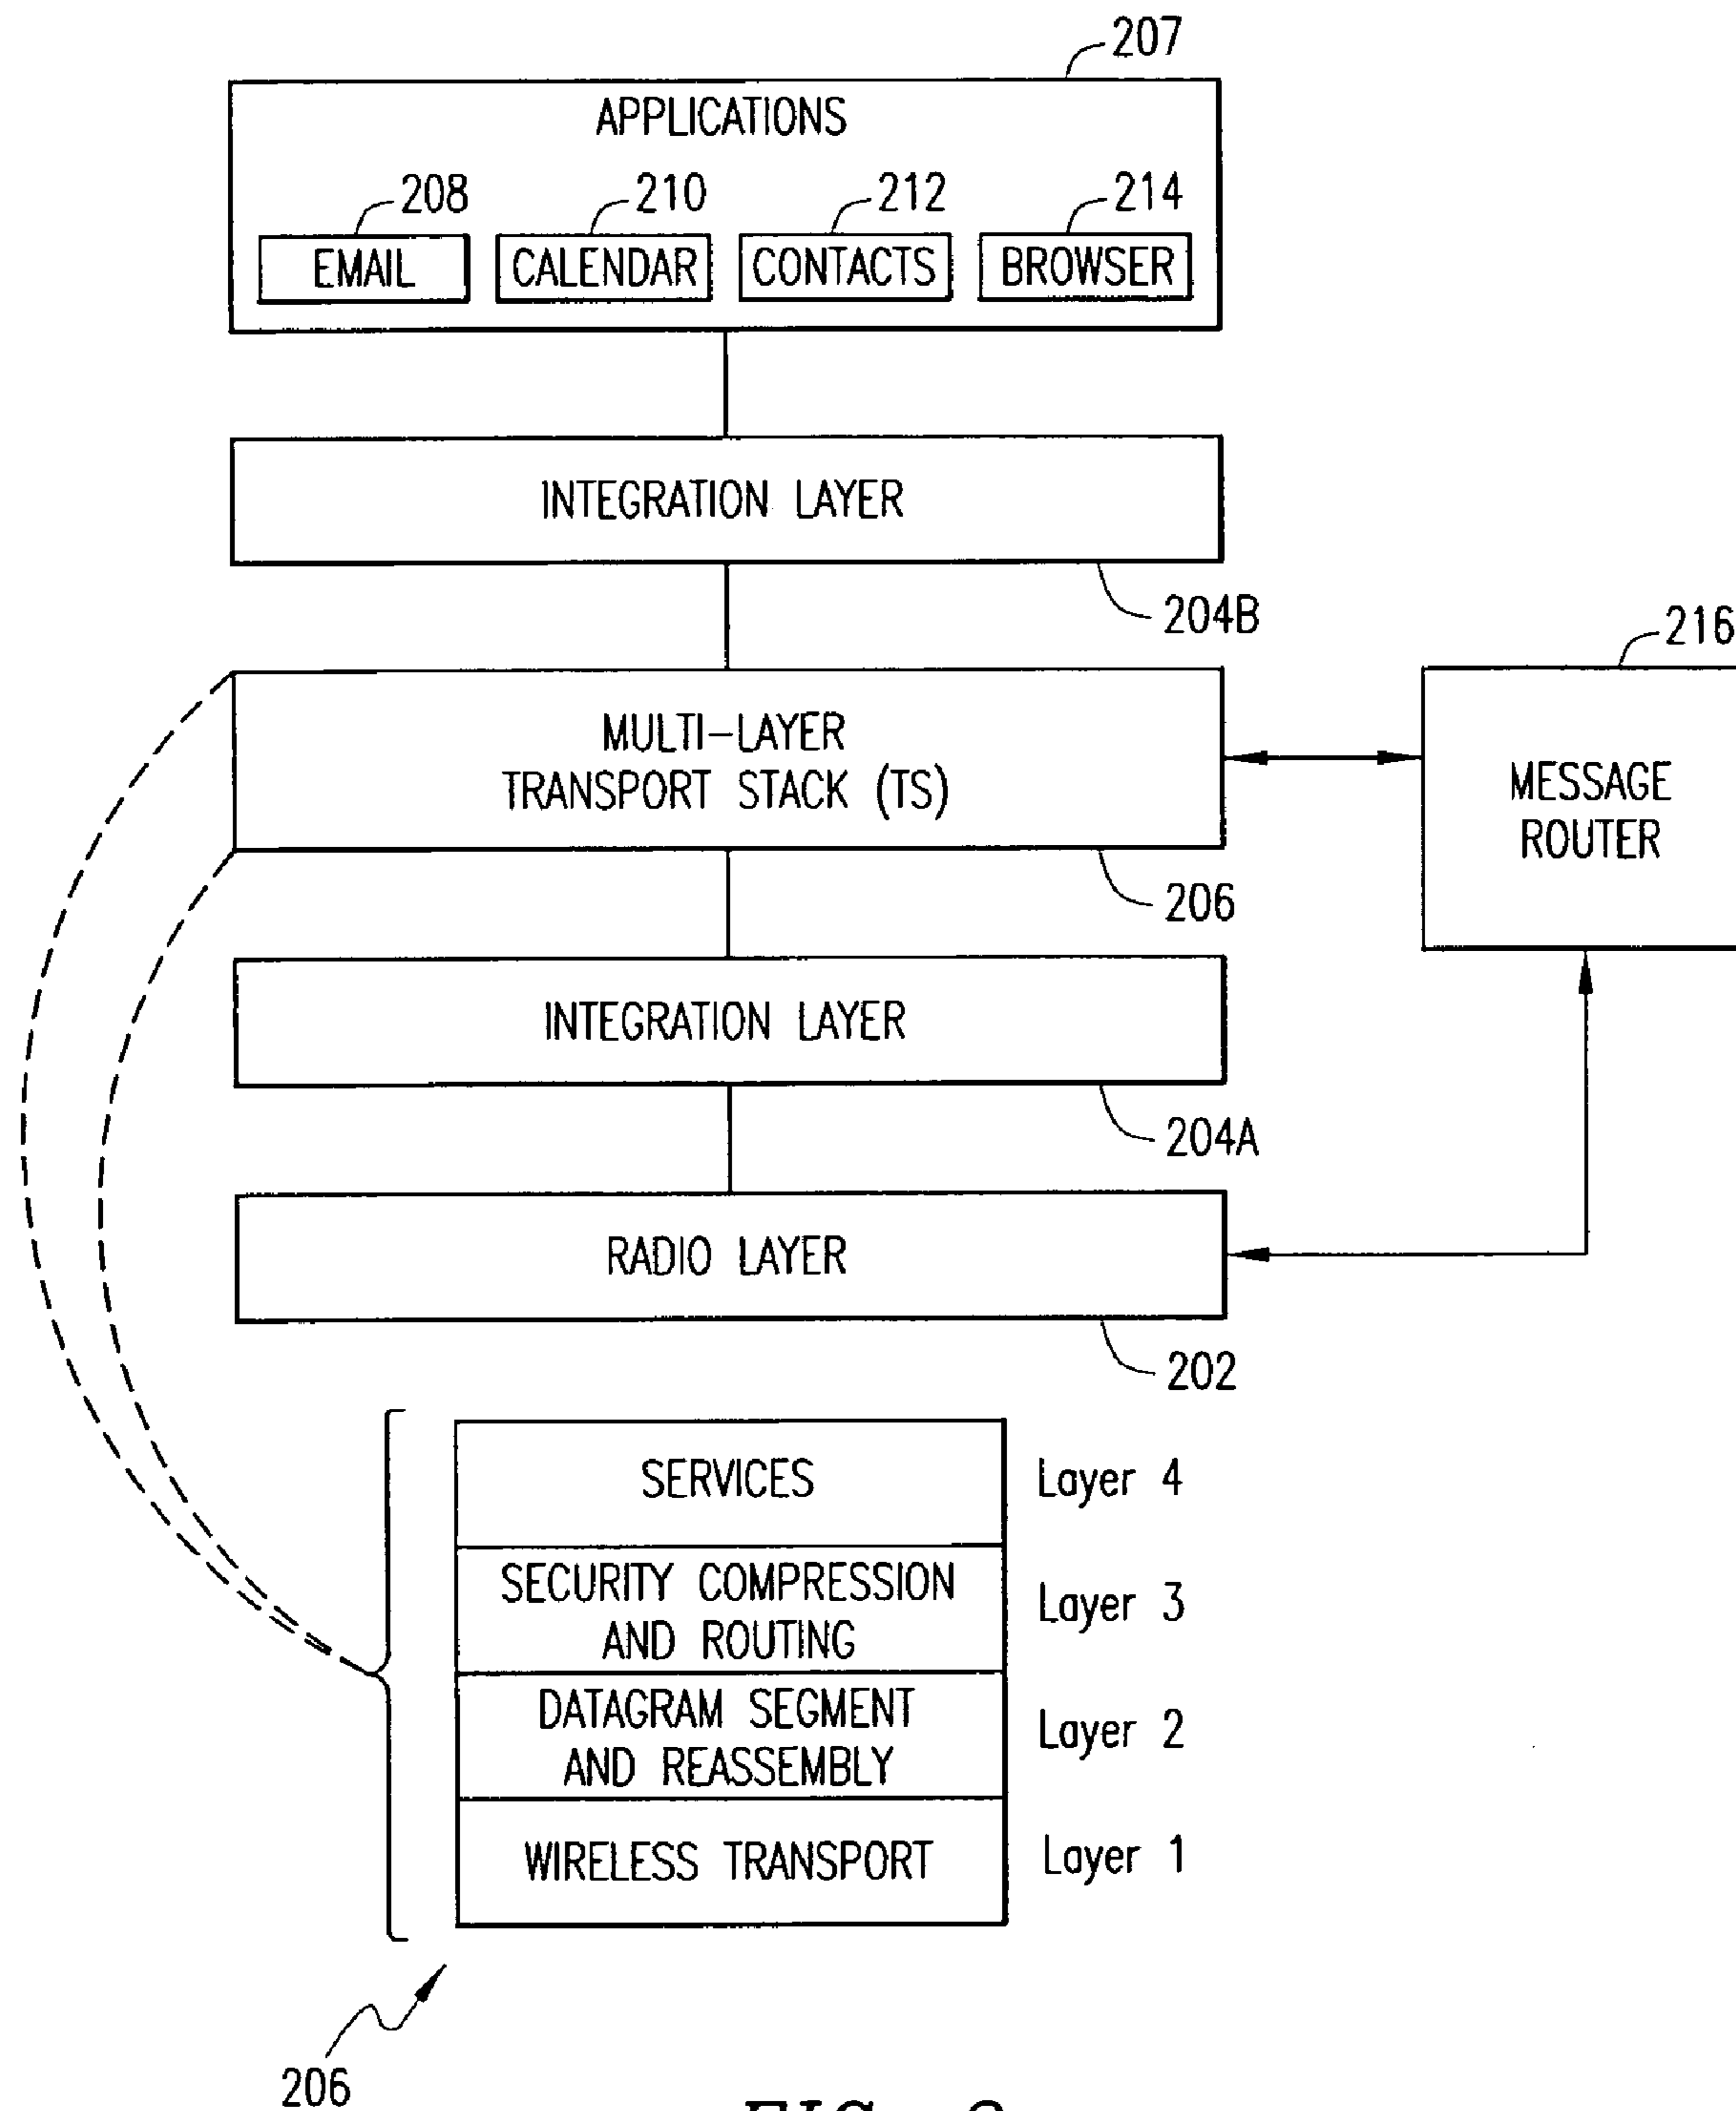 207
APPLICATIONS
208
210
212
214
EMAIL
CALENDAR
CONTACTS
BROWSER
INTEGRATION LAYER
204B
216
MULTI-LAYER
TRANSPORT STACK (TS)
MESSAGE
ROUTER
206
INTEGRATION LAYER
204A
RADIO LAYER
202
SERVICES
Layer 4
SECURITY COMPRESSION
AND ROUTING
Layer 3
DATAGRAM SEGMENT
AND REASSEMBLY
Layer 2
WIRELESS TRANSPORT
Layer 1
206